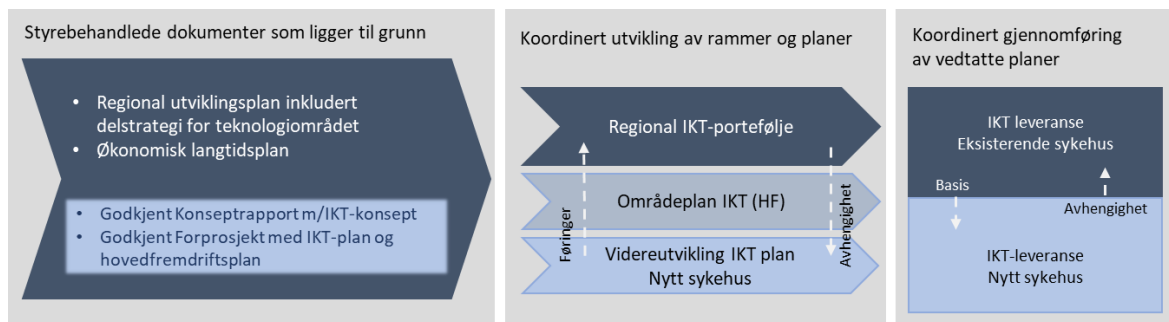 Styrebehandlede dokumenter som ligger til grunn
• Regional utviklingsplan inkludert
delstrategi for teknologiområdet
• Økonomisk langtidsplan
• Godkjent Konseptrapport m/IKT-konsept
• Godkjent Forprosjekt med IKT-plan og
hovedfremdriftsplan
Koordinert utvikling av rammer og planer
Regional IKT-portefølje
Områdeplan IKT (HF)
Videreutvikling IKT plan
Nytt sykehus
Føringer
Avhengighet
Koordinert gjennomføring
av vedtatte planer
IKT leveranse
Eksisterende sykehus
Basis
Avhengighet
IKT-leveranse
Nytt sykehus